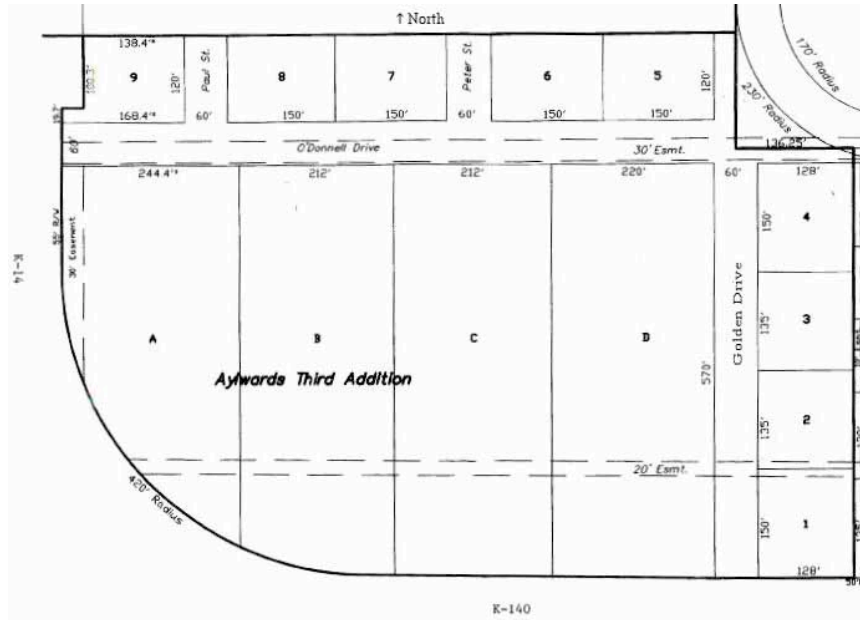 ↑ North
138.4'±
9
100.3'
120'
Paul St.
8
7
Peter St.
6
5
120'
170' Radius
230' Radius
168.4'±
60'
150'
150'
60'
150'
150'
60'
O'Donnell Drive
30' Esmt.
136.25'
244.4'±
212'
212'
220'
60'
128'
K-14
30' Easement
150'
4
Golden Drive
135'
3
A
B
C
D
Aylwards Third Addition
570'
135'
2
20' Esmt.
420' Radius
150'
1
128'
K-140